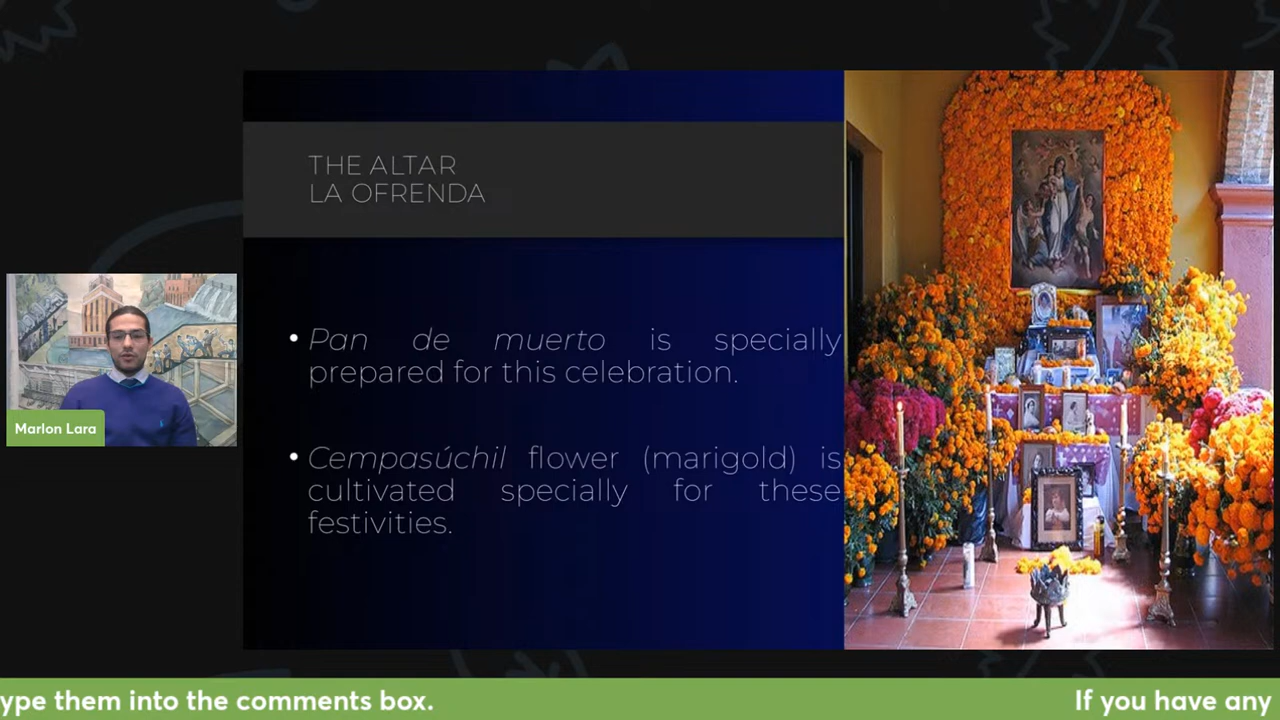 THE ALTAR
LA OFRENDA
• Pan de muerto is specially
prepared for this celebration.
• Cempasúchil flower (marigold) is
cultivated specially for these
festivities.
Marlon Lara
ype them into the comments box. If you have any